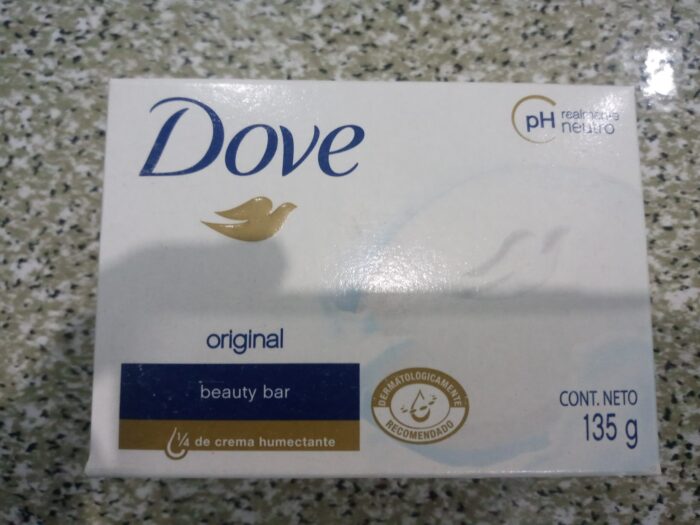 Dove
pH realmente
neutro
original
beauty bar
1/4 de crema humectante
DERMATOLOGICAMENTE
RECOMENDADO
CONT. NETO
135 g